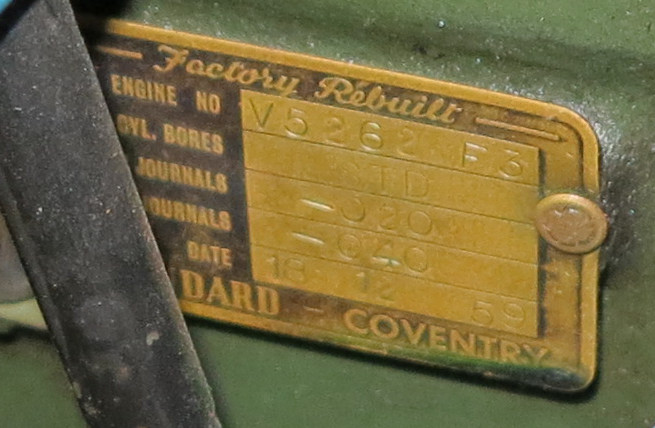 Factory Rebuilt
ENGINE NO V5262 F3
CYL. BORES STD
JOURNALS -020
JOURNALS -040
DATE 18 12 59
DARD - COVENTRY